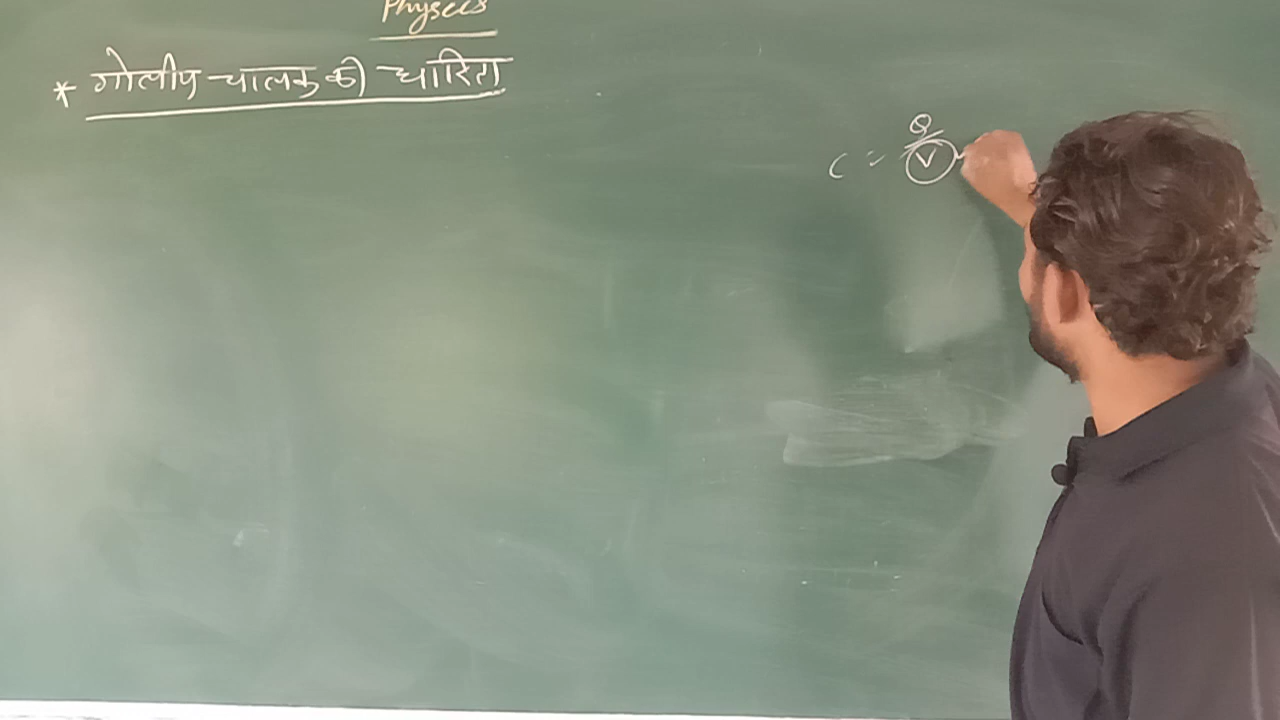 Physics
* गोलीय चालक की धारिता
C = Q/V